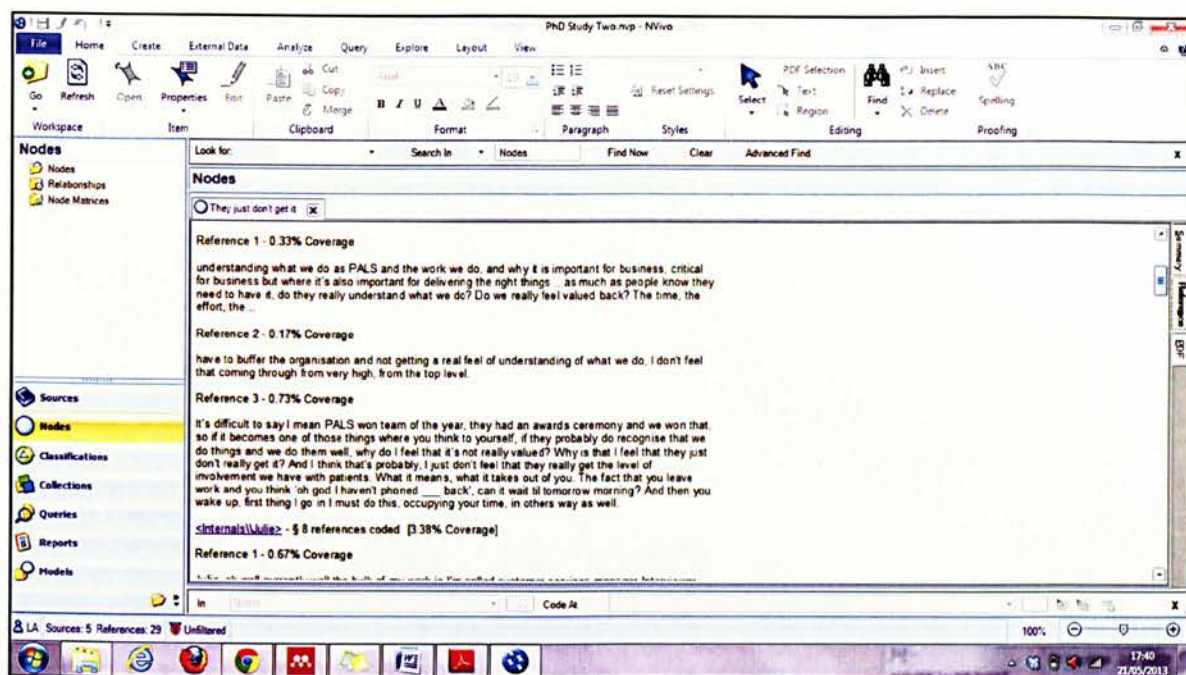 PhD Study Two.nvp - NVivo
File Home Create External Data Analyze Query Explore Layout View
Go Refresh Open Properties Edit Paste Cut Copy Merge
B I U A Reset Settings Select PDF Selection Text Region Find Insert Replace Delete ABC Spelling
Workspace Item Clipboard Format Paragraph Styles Editing Proofing
Nodes
Nodes
Relationships
Node Matrices
Look for: Search In Nodes Find Now Clear Advanced Find x
Nodes
They just don't get it x
Reference 1 - 0.33% Coverage
understanding what we do as PALS and the work we do, and why it is important for business, critical
for business but where it's also important for delivering the right things .. as much as people know they
need to have it, do they really understand what we do? Do we really feel valued back? The time, the
effort, the...
Reference 2 - 0.17% Coverage
have to buffer the organisation and not getting a real feel of understanding of what we do, I don't feel
that coming through from very high, from the top level.
Reference 3 - 0.73% Coverage
It's difficult to say I mean PALS won team of the year, they had an awards ceremony and we won that,
so if it becomes one of those things where you think to yourself, if they probably do recognise that we
do things and we do them well, why do I feel that it's not really valued? Why is that I feel that they just
don't really get it? And I think that's probably, I just don't feel that they really get the level of
involvement we have with patients. What it means, what it takes out of you. The fact that you leave
work and you think 'oh god I haven't phoned ___ back', can it wait til tomorrow morning? And then you
wake up, first thing I go in I must do this, occupying your time, in others way as well.
<Internals\\Julie> - § 8 references coded [3.38% Coverage]
Reference 1 - 0.67% Coverage
Summary
Reference
PDF
Sources
Nodes
Classifications
Collections
Queries
Reports
Models
In Code At x
LA Sources: 5 References: 29 Unfiltered 100%
17:40
21/05/2013